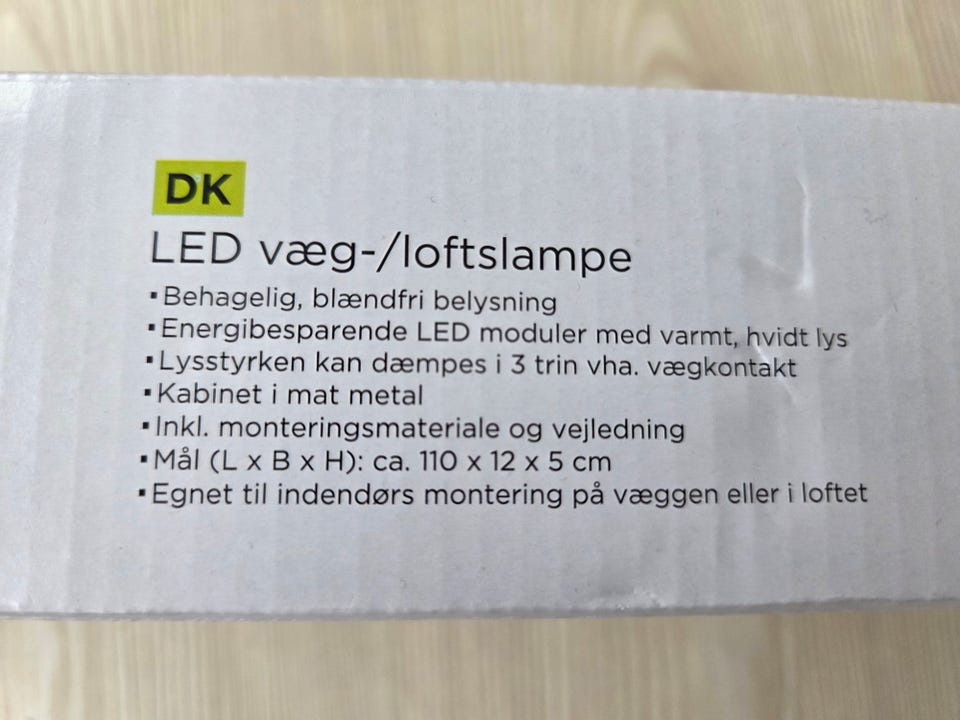 DK
LED væg-/loftslampe
▪Behagelig, blændfri belysning
▪Energibesparende LED moduler med varmt, hvidt lys
▪Lysstyrken kan dæmpes i 3 trin vha. vægkontakt
▪Kabinet i mat metal
▪Inkl. monteringsmateriale og vejledning
▪Mål (L x B x H): ca. 110 x 12 x 5 cm
▪Egnet til indendørs montering på væggen eller i loftet